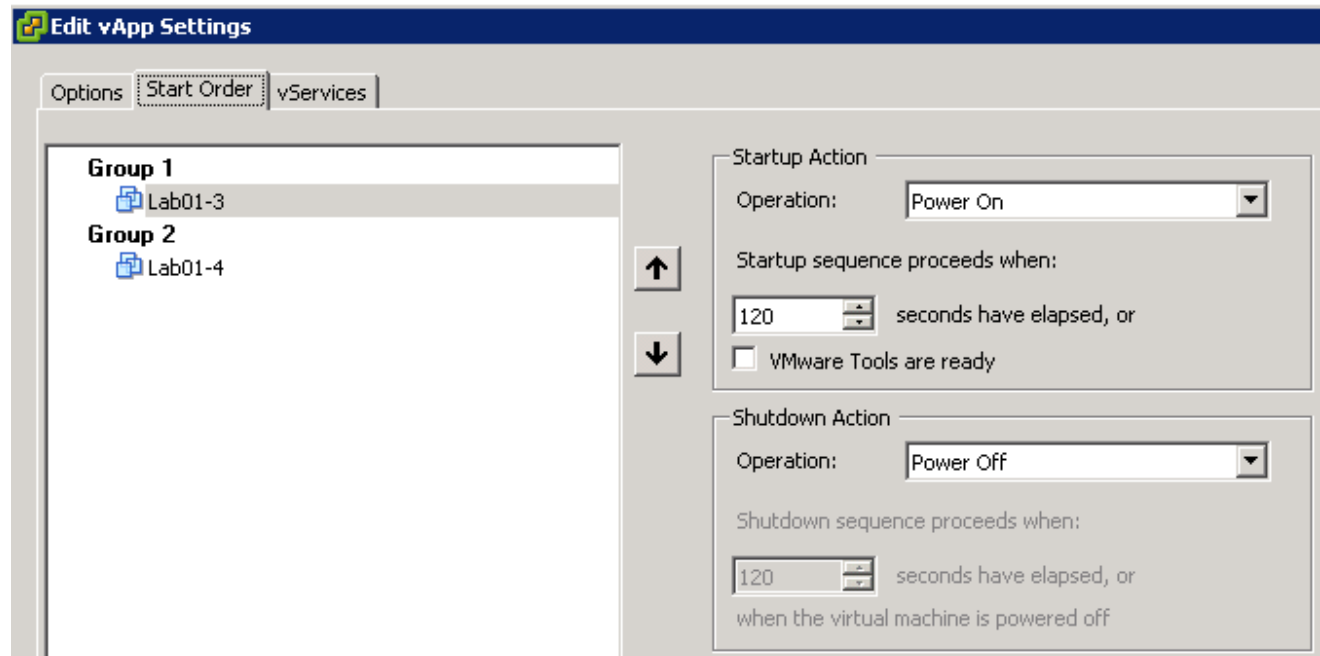 Edit vApp Settings
Options Start Order vServices
Group 1
Lab01-3
Group 2
Lab01-4
Startup Action
Operation: Power On
Startup sequence proceeds when:
120 seconds have elapsed, or
VMware Tools are ready
Shutdown Action
Operation: Power Off
Shutdown sequence proceeds when:
120 seconds have elapsed, or
when the virtual machine is powered off